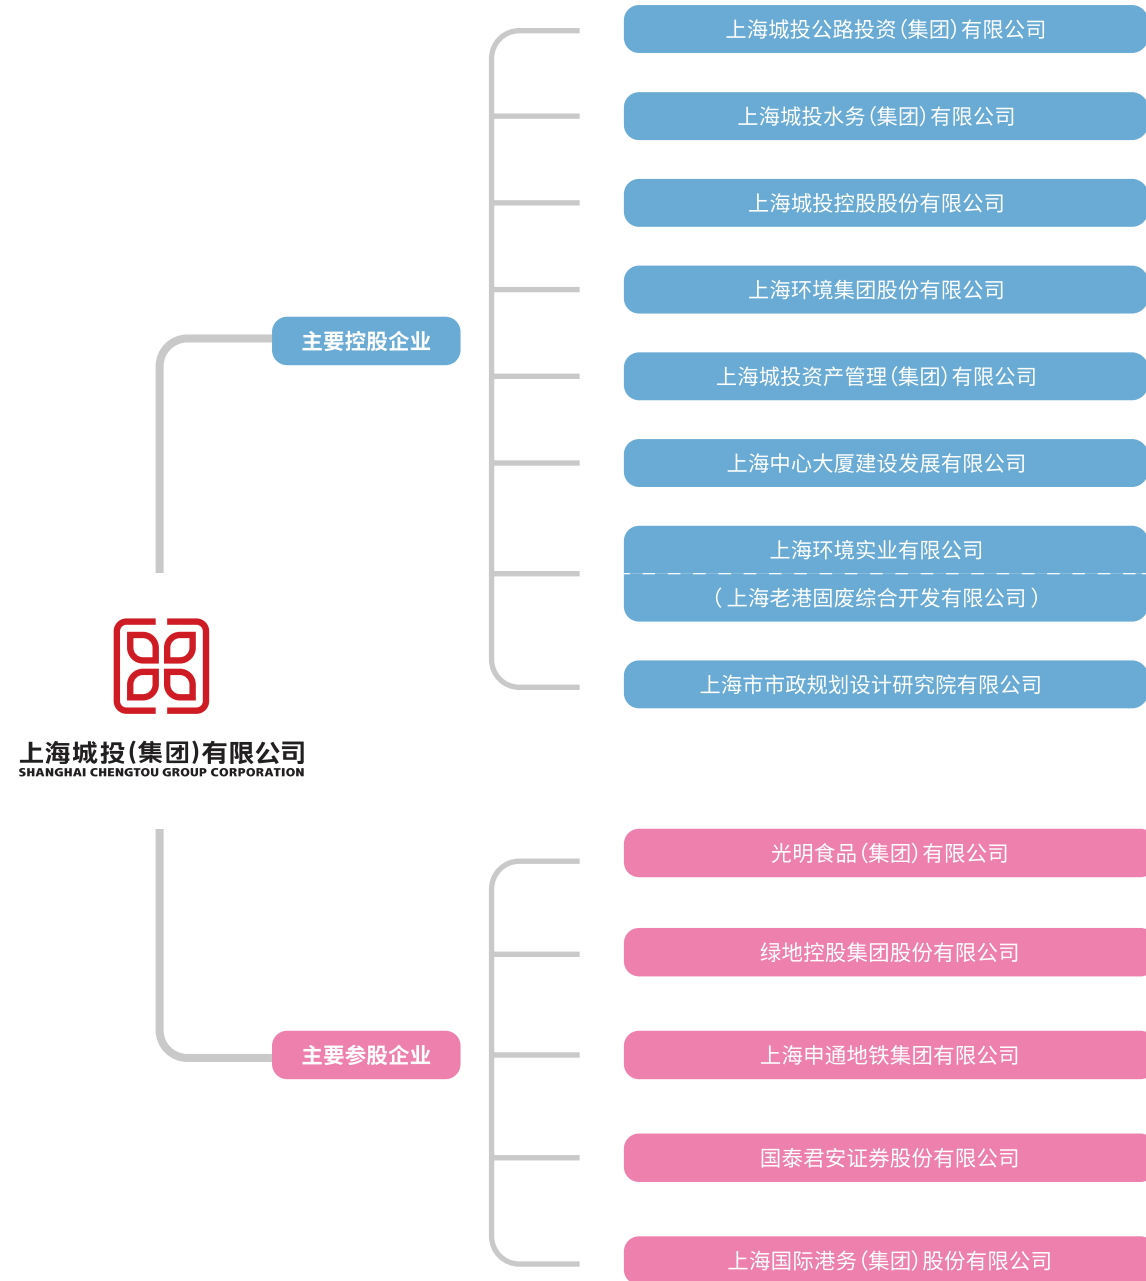 上海城投(集团)有限公司
SHANGHAI CHENGTOU GROUP CORPORATION
主要控股企业
上海城投公路投资(集团)有限公司
上海城投水务(集团)有限公司
上海城投控股股份有限公司
上海环境集团股份有限公司
上海城投资产管理(集团)有限公司
上海中心大厦建设发展有限公司
上海环境实业有限公司
（上海老港固废综合开发有限公司）
上海市市政规划设计研究院有限公司
主要参股企业
光明食品(集团)有限公司
绿地控股集团股份有限公司
上海申通地铁集团有限公司
国泰君安证券股份有限公司
上海国际港务(集团)股份有限公司